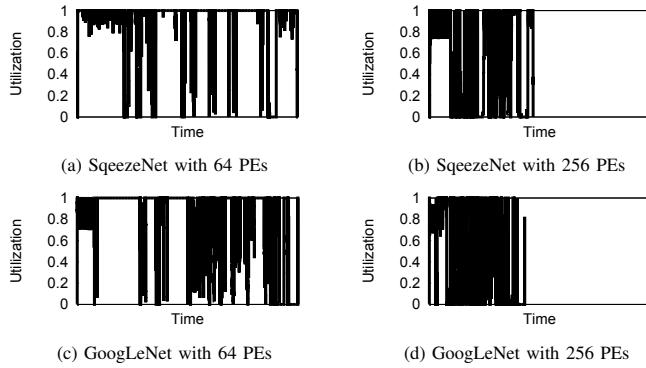 Utilization
1
0.8
0.6
0.4
0.2
0
Time
(a) SqeezeNet with 64 PEs
Utilization
1
0.8
0.6
0.4
0.2
0
Time
(b) SqeezeNet with 256 PEs
Utilization
1
0.8
0.6
0.4
0.2
0
Time
(c) GoogLeNet with 64 PEs
Utilization
1
0.8
0.6
0.4
0.2
0
Time
(d) GoogLeNet with 256 PEs